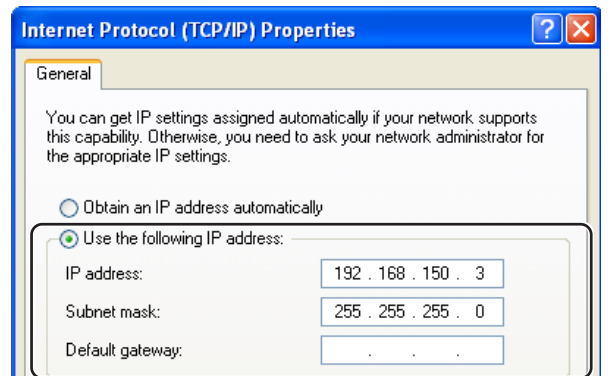 Internet Protocol (TCP/IP) Properties
General
You can get IP settings assigned automatically if your network supports
this capability. Otherwise, you need to ask your network administrator for
the appropriate IP settings.
Obtain an IP address automatically
Use the following IP address:
IP address: 192 . 168 . 150 . 3
Subnet mask: 255 . 255 . 255 . 0
Default gateway: . . .